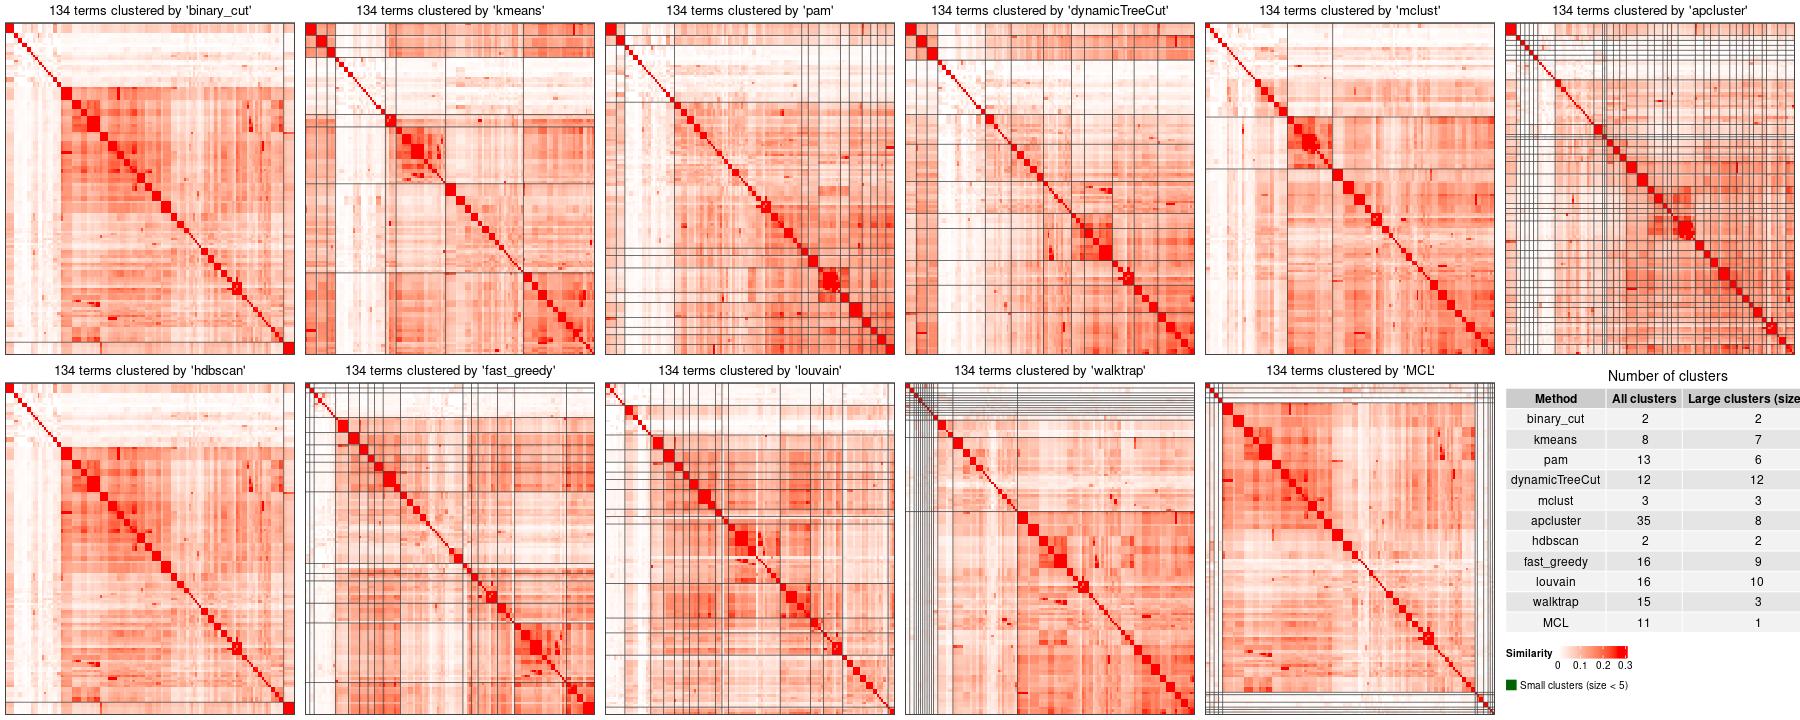 134 terms clustered by 'binary_cut'
134 terms clustered by 'kmeans'
134 terms clustered by 'pam'
134 terms clustered by 'dynamicTreeCut'
134 terms clustered by 'mclust'
134 terms clustered by 'apcluster'
134 terms clustered by 'hdbscan'
134 terms clustered by 'fast_greedy'
134 terms clustered by 'louvain'
134 terms clustered by 'walktrap'
134 terms clustered by 'MCL'
Number of clusters
Method All clusters Large clusters (size
binary_cut 2 2
kmeans 8 7
pam 13 6
dynamicTreeCut 12 12
mclust 3 3
apcluster 35 8
hdbscan 2 2
fast_greedy 16 9
louvain 16 10
walktrap 15 3
MCL 11 1
Similarity
0 0.1 0.2 0.3
Small clusters (size < 5)